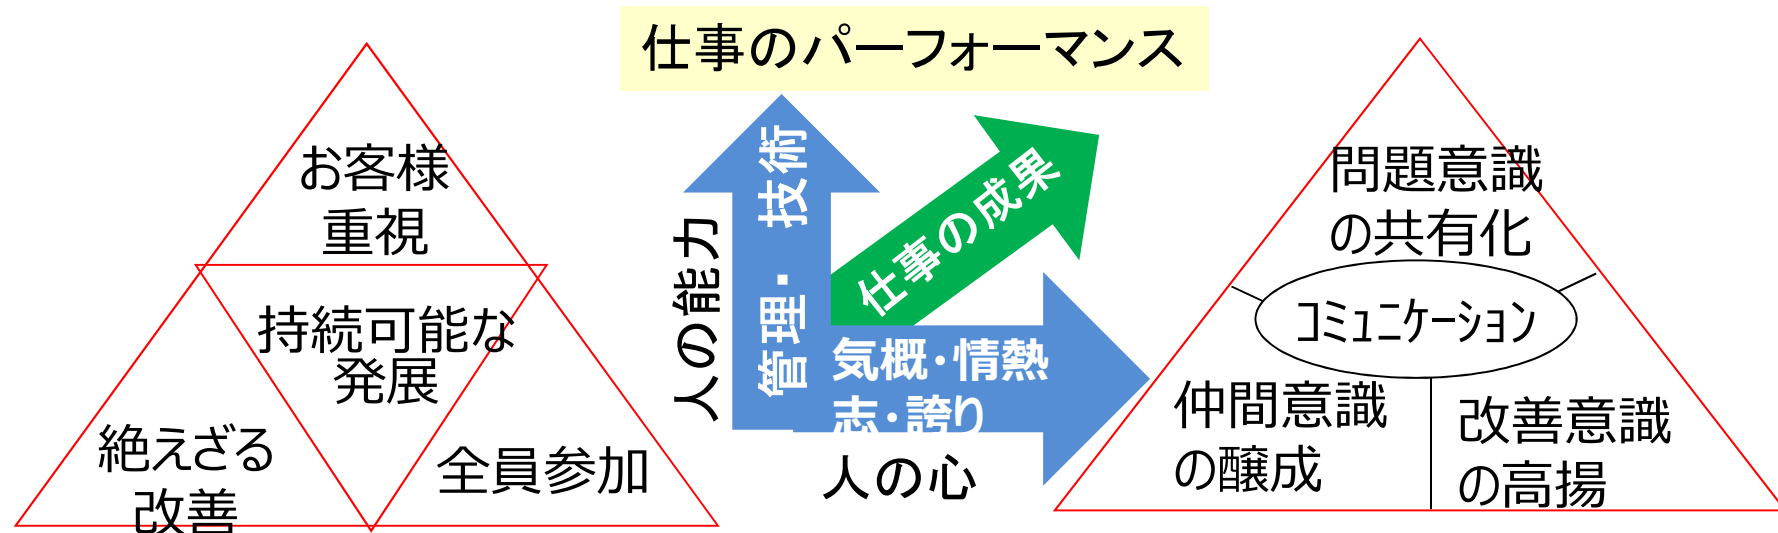 仕事のパーフォーマンス
お客様
重視
持続可能な
発展
絶えざる
改善
全員参加
人の能力
管理・技術
仕事の成果
気概・情熱
志・誇り
人の心
問題意識
の共有化
コミュニケーション
仲間意識
の醸成
改善意識
の高揚